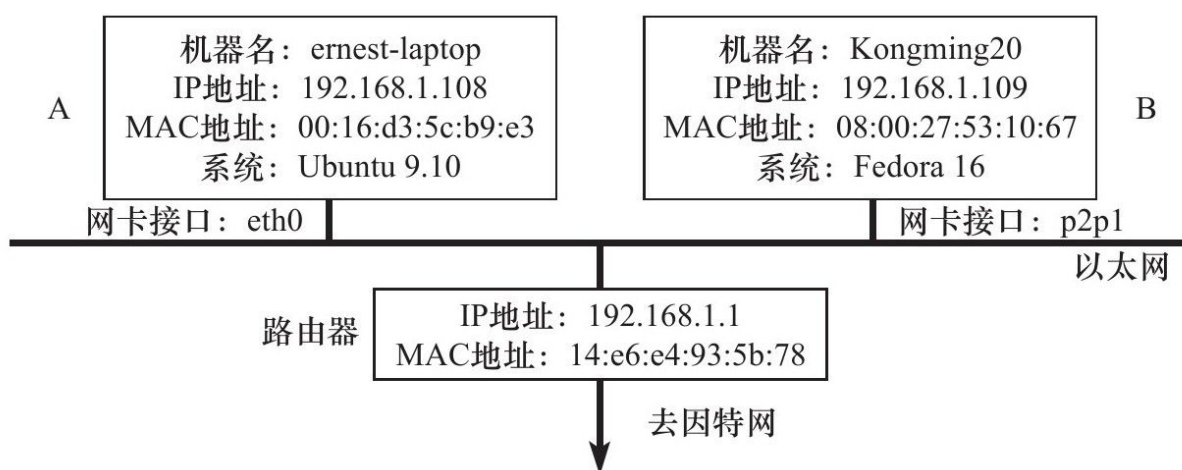 机器名：ernest-laptop
IP地址：192.168.1.108
MAC地址：00:16:d3:5c:b9:e3
系统：Ubuntu 9.10
A
网卡接口：eth0
机器名：Kongming20
IP地址：192.168.1.109
MAC地址：08:00:27:53:10:67
系统：Fedora 16
B
网卡接口：p2p1
以太网
路由器
IP地址：192.168.1.1
MAC地址：14:e6:e4:93:5b:78
去因特网